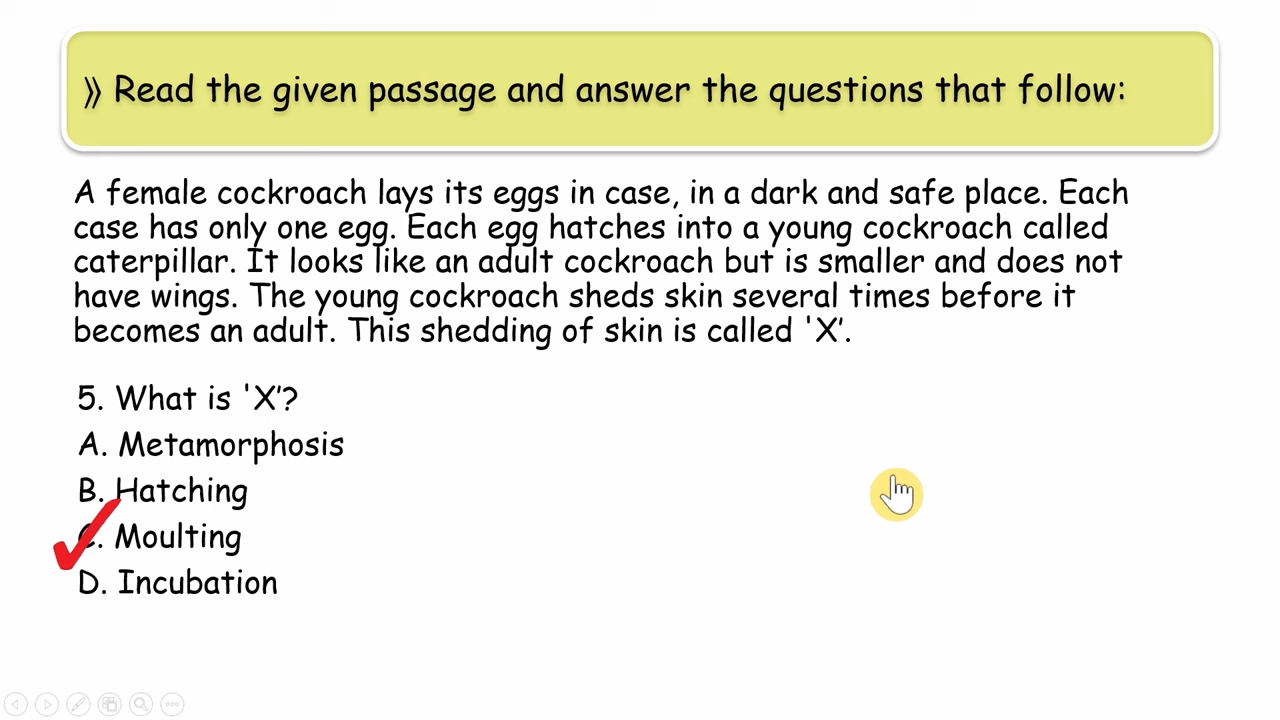 » Read the given passage and answer the questions that follow:
A female cockroach lays its eggs in case, in a dark and safe place. Each
case has only one egg. Each egg hatches into a young cockroach called
caterpillar. It looks like an adult cockroach but is smaller and does not
have wings. The young cockroach sheds skin several times before it
becomes an adult. This shedding of skin is called 'X’.
5. What is 'X’?
A. Metamorphosis
B. Hatching
C. Moulting
D. Incubation